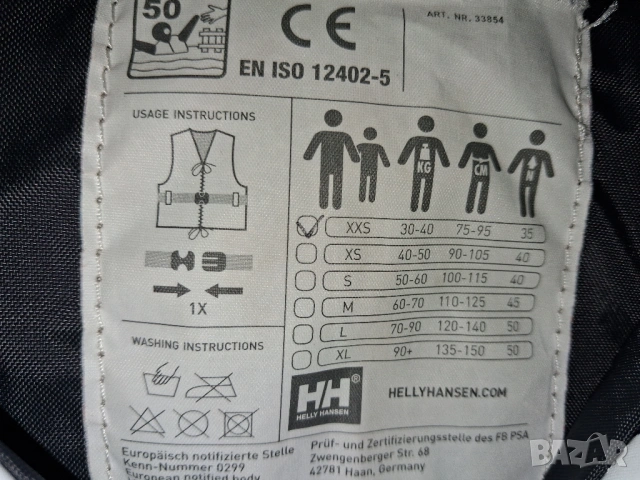 50
CE
ART. NR. 33854
EN ISO 12402-5
USAGE INSTRUCTIONS
1X
KG
CM
N
XXS 30-40 75-95 35
XS 40-50 90-105 40
S 50-60 100-115 40
M 60-70 110-125 45
L 70-90 120-140 50
XL 90+ 135-150 50
WASHING INSTRUCTIONS
HH®
HELLY HANSEN
HELLYHANSEN.COM
Europäisch notifizierte Stelle
Kenn-Nummer 0299
European notified body
Prüf- und Zertifizierungsstelle des FB PSA
Zwengenberger Str. 68
42781 Haan, Germany
BAZAR